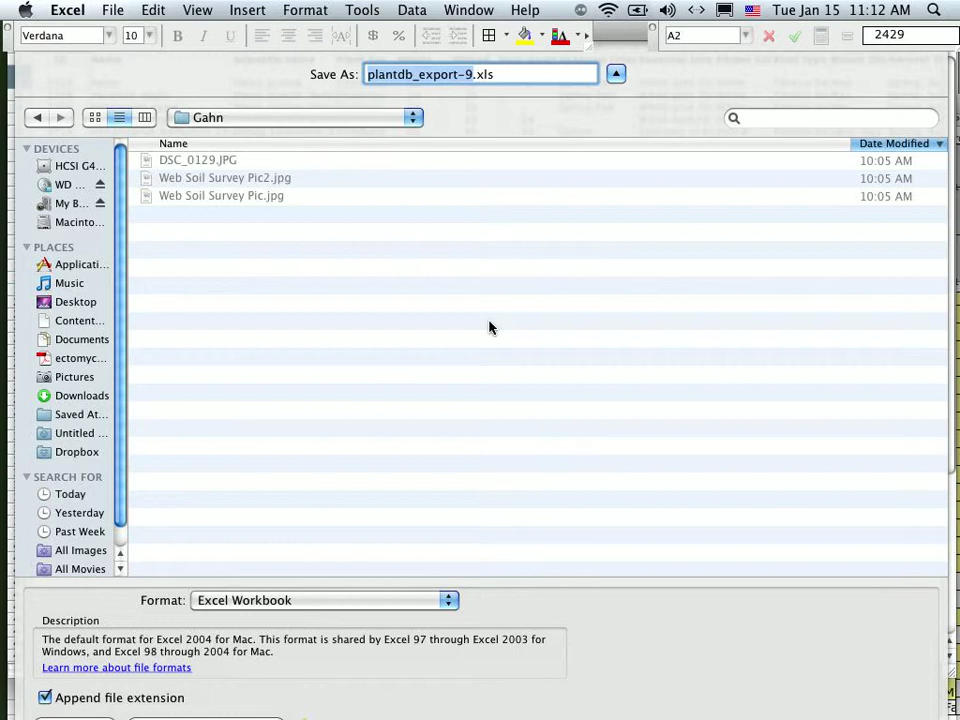 Excel File Edit View Insert Format Tools Data Window Help Tue Jan 15 11:12 AM
Verdana 10 B I U $ % A2 2429
Save As: plantdb_export-9.xls
Gahn
DEVICES
HCSI G4...
WD ...
My B...
Macinto...
PLACES
Applicati...
Music
Desktop
Content...
Documents
ectomyc...
Pictures
Downloads
Saved At...
Untitled ...
Dropbox
SEARCH FOR
Today
Yesterday
Past Week
All Images
All Movies
Name Date Modified
DSC_0129.JPG 10:05 AM
Web Soil Survey Pic2.jpg 10:05 AM
Web Soil Survey Pic.jpg 10:05 AM
Format: Excel Workbook
Description
The default format for Excel 2004 for Mac. This format is shared by Excel 97 through Excel 2003 for
Windows, and Excel 98 through 2004 for Mac.
Learn more about file formats
Append file extension